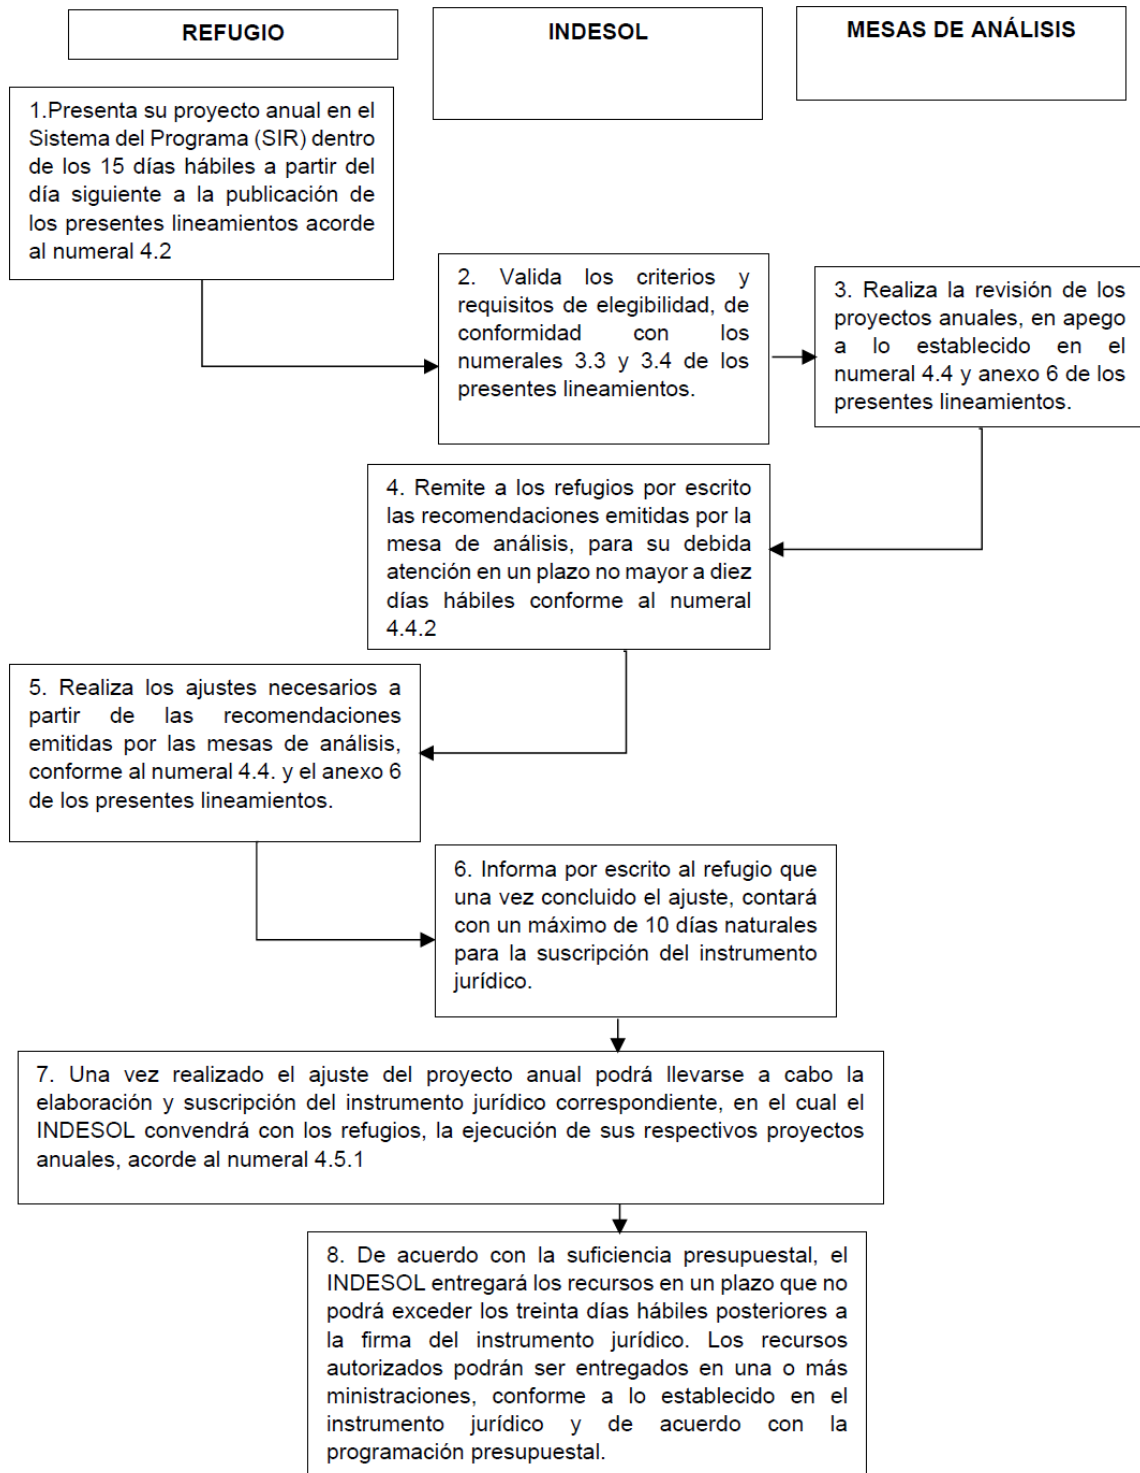 REFUGIO
INDESOL
MESAS DE ANÁLISIS
1.Presenta su proyecto anual en el
Sistema del Programa (SIR) dentro
de los 15 días hábiles a partir del
día siguiente a la publicación de
los presentes lineamientos acorde
al numeral 4.2
2. Valida los criterios y
requisitos de elegibilidad, de
conformidad con los
numerales 3.3 y 3.4 de los
presentes lineamientos.
3. Realiza la revisión de los
proyectos anuales, en apego
a lo establecido en el
numeral 4.4 y anexo 6 de los
presentes lineamientos.
4. Remite a los refugios por escrito
las recomendaciones emitidas por la
mesa de análisis, para su debida
atención en un plazo no mayor a diez
días hábiles conforme al numeral
4.4.2
5. Realiza los ajustes necesarios a
partir de las recomendaciones
emitidas por las mesas de análisis,
conforme al numeral 4.4. y el anexo 6
de los presentes lineamientos.
6. Informa por escrito al refugio que
una vez concluido el ajuste, contará
con un máximo de 10 días naturales
para la suscripción del instrumento
jurídico.
7. Una vez realizado el ajuste del proyecto anual podrá llevarse a cabo la
elaboración y suscripción del instrumento jurídico correspondiente, en el cual el
INDESOL convendrá con los refugios, la ejecución de sus respectivos proyectos
anuales, acorde al numeral 4.5.1
8. De acuerdo con la suficiencia presupuestal, el
INDESOL entregará los recursos en un plazo que no
podrá exceder los treinta días hábiles posteriores a
la firma del instrumento jurídico. Los recursos
autorizados podrán ser entregados en una o más
ministraciones, conforme a lo establecido en el
instrumento jurídico y de acuerdo con la
programación presupuestal.